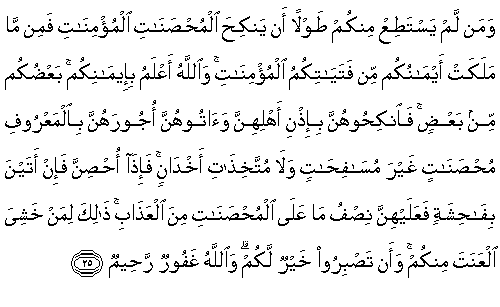 وَمَن لَّمْ يَسْتَطِعْ مِنكُمْ طَوْلًا أَن يَنكِحَ ٱلْمُحْصَنَـٰتِ ٱلْمُؤْمِنَـٰتِ فَمِن مَّا
مَلَكَتْ أَيْمَـٰنُكُم مِّن فَتَيَـٰتِكُمُ ٱلْمُؤْمِنَـٰتِ ۚ وَٱللَّهُ أَعْلَمُ بِإِيمَـٰنِكُم ۚ بَعْضُكُم
مِّنۢ بَعْضٍ ۚ فَٱنكِحُوهُنَّ بِإِذْنِ أَهْلِهِنَّ وَءَاتُوهُنَّ أُجُورَهُنَّ بِٱلْمَعْرُوفِ
مُحْصَنَـٰتٍ غَيْرَ مُسَـٰفِحَـٰتٍ وَلَا مُتَّخِذَٰتِ أَخْدَانٍ ۚ فَإِذَآ أُحْصِنَّ فَإِنْ أَتَيْنَ
بِفَـٰحِشَةٍ فَعَلَيْهِنَّ نِصْفُ مَا عَلَى ٱلْمُحْصَنَـٰتِ مِنَ ٱلْعَذَابِ ۚ ذَٰلِكَ لِمَنْ خَشِىَ
ٱلْعَنَتَ مِنكُمْ ۚ وَأَن تَصْبِرُوا۟ خَيْرٌ لَّكُمْ ۗ وَٱللَّهُ غَفُورٌ رَّحِيمٌ ٢٥